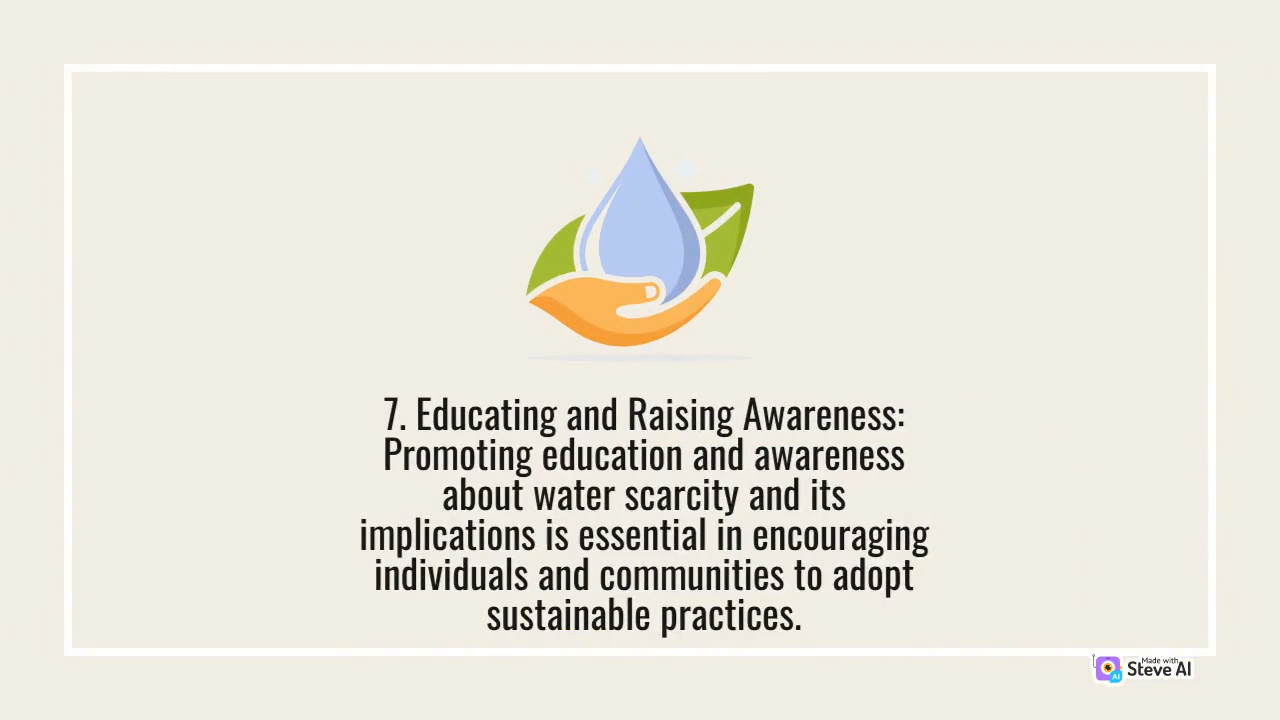 7. Educating and Raising Awareness:
Promoting education and awareness
about water scarcity and its
implications is essential in encouraging
individuals and communities to adopt
sustainable practices.
Made with
Steve AI
AI